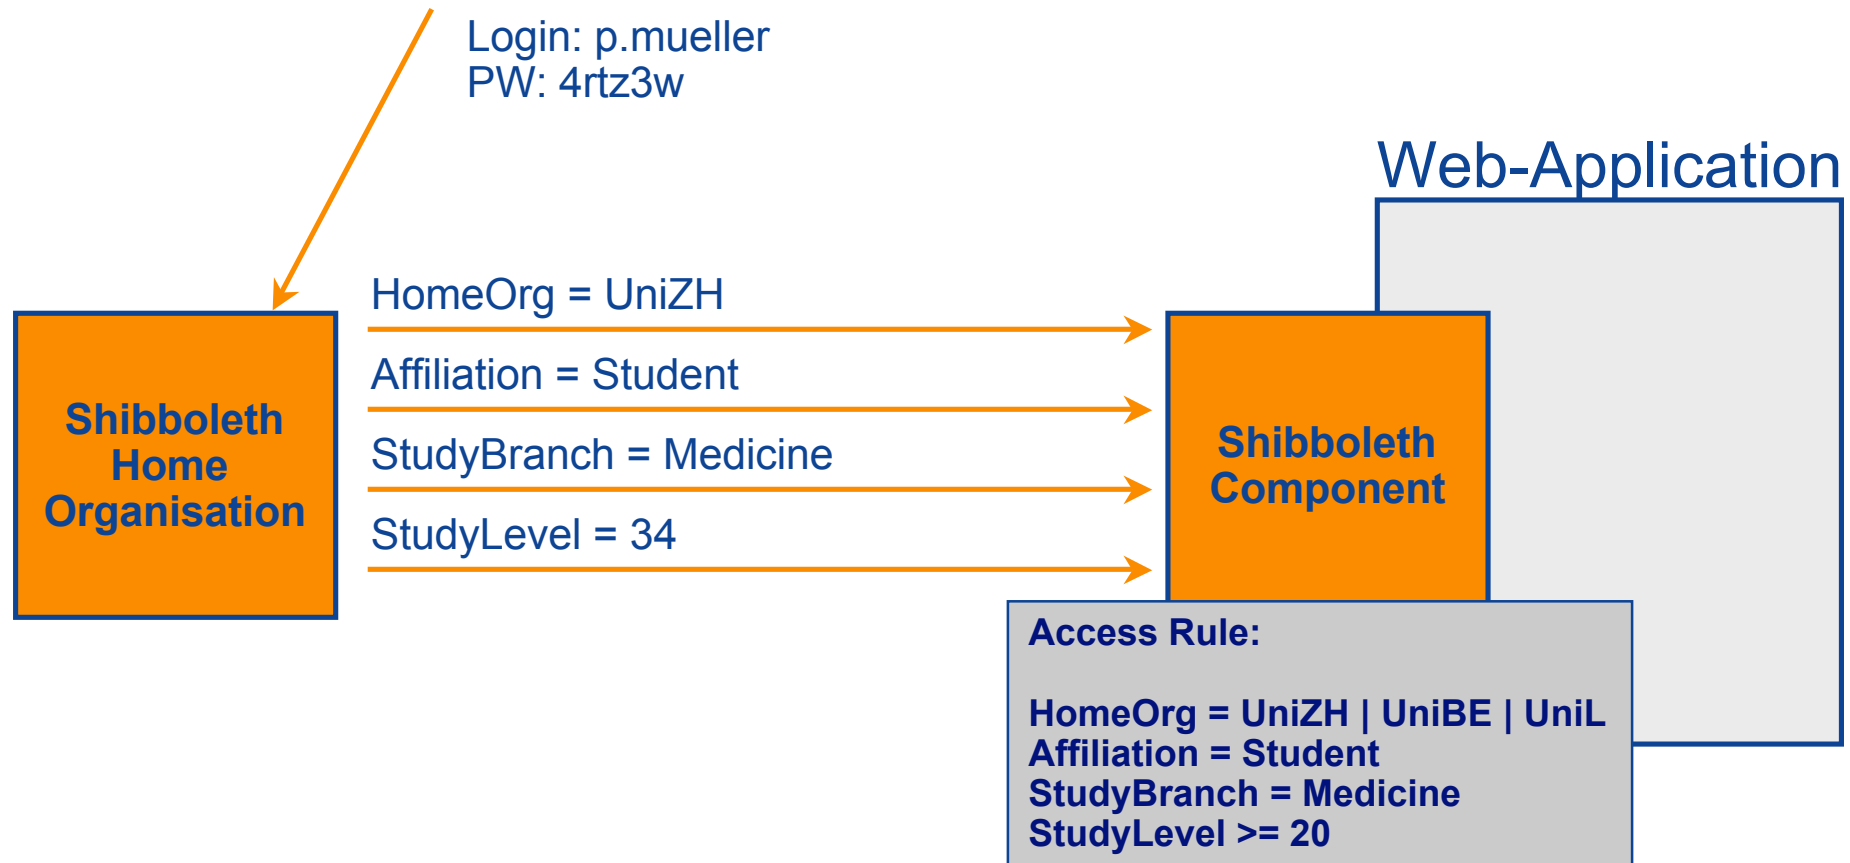 Login: p.mueller
PW: 4rtz3w
Web-Application
HomeOrg = UniZH
Affiliation = Student
StudyBranch = Medicine
StudyLevel = 34
Shibboleth
Home
Organisation
Shibboleth
Component
Access Rule:
HomeOrg = UniZH | UniBE | UniL
Affiliation = Student
StudyBranch = Medicine
StudyLevel >= 20